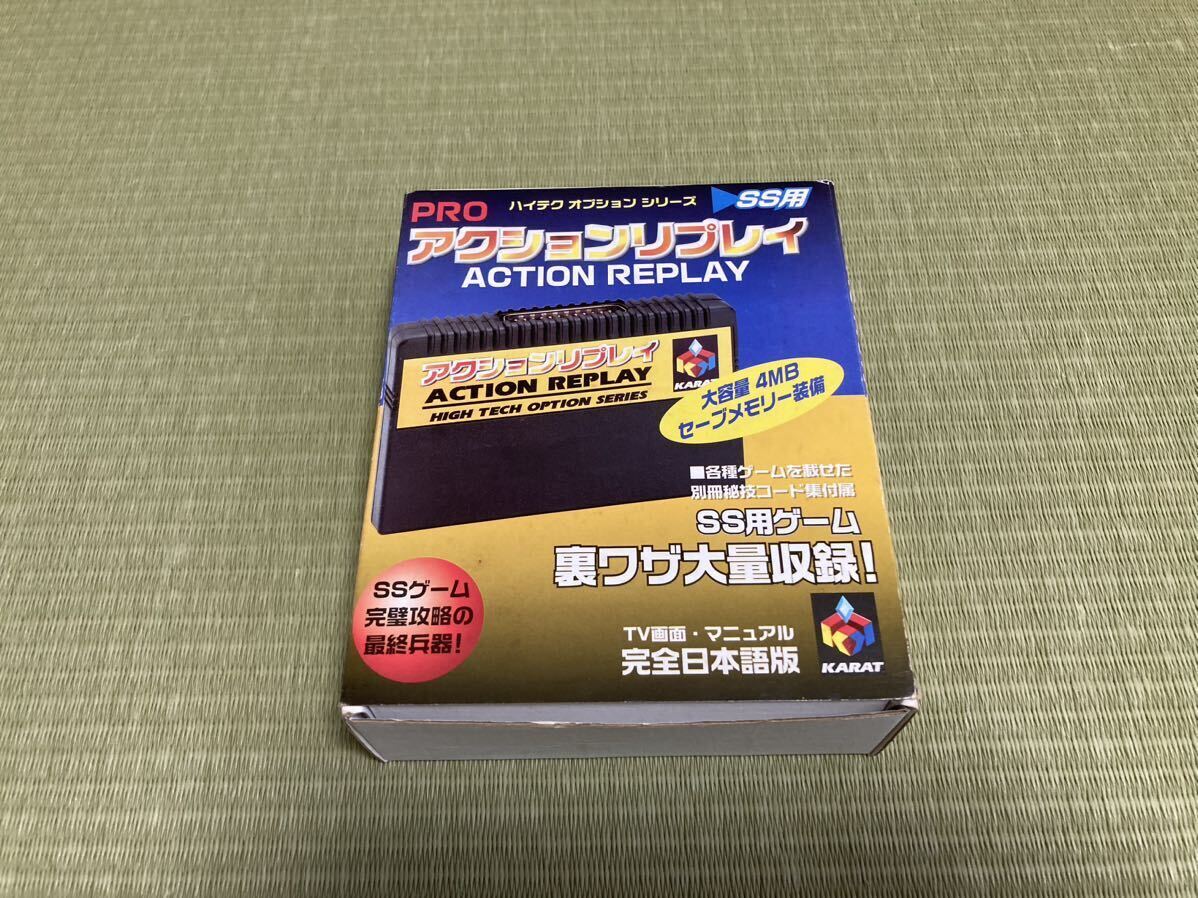 PRO ハイテク オプション シリーズ ▶SS用
アクションリプレイ
ACTION REPLAY
アクションリプレイ
ACTION REPLAY
HIGH TECH OPTION SERIES
KARAT
大容量 4MB
セーブメモリー装備
■各種ゲームを載せた
別冊秘技コード集付属
SS用ゲーム
裏ワザ大量収録!
SSゲーム
完璧攻略の
最終兵器!
TV画面・マニュアル
完全日本語版
KARAT